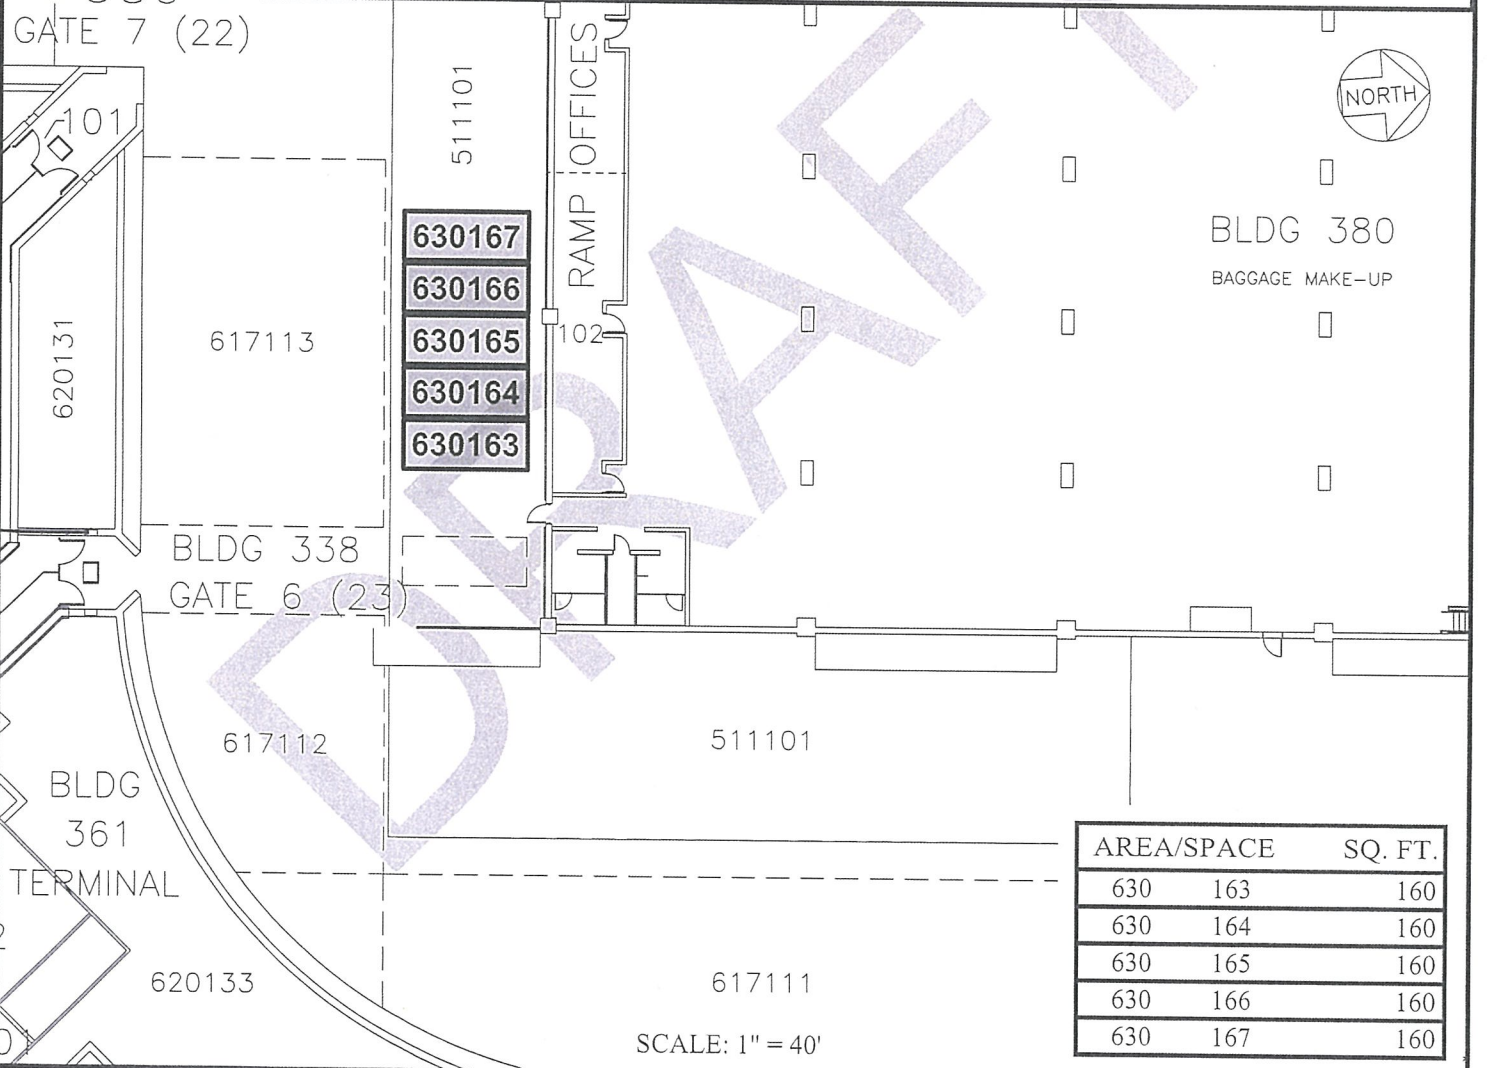 GATE 7 (22)
101
511101
RAMP OFFICES
NORTH
630167
630166
630165
630164
630163
BLDG 380
BAGGAGE MAKE-UP
617113
620131
102
BLDG 338
GATE 6 (23)
617112
511101
BLDG
361
TERMINAL
620133
617111
SCALE: 1" = 40'
AREA/SPACE SQ. FT.
630 163 160
630 164 160
630 165 160
630 166 160
630 167 160
DRAFT